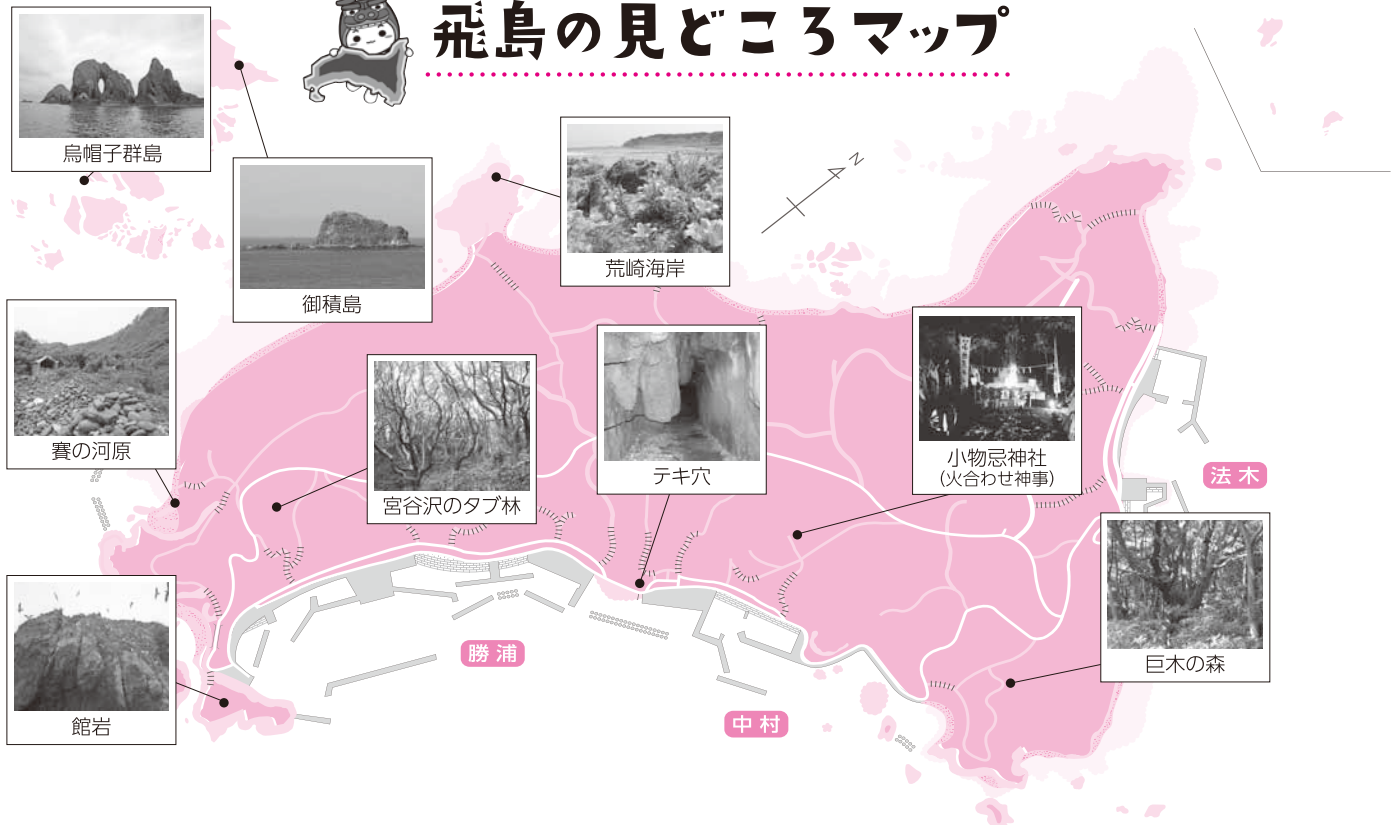 飛島の見どころマップ
烏帽子群島
御積島
荒崎海岸
N
賽の河原
宮谷沢のタブ林
テキ穴
小物忌神社
(火合わせ神事)
法木
巨木の森
館岩
勝浦
中村